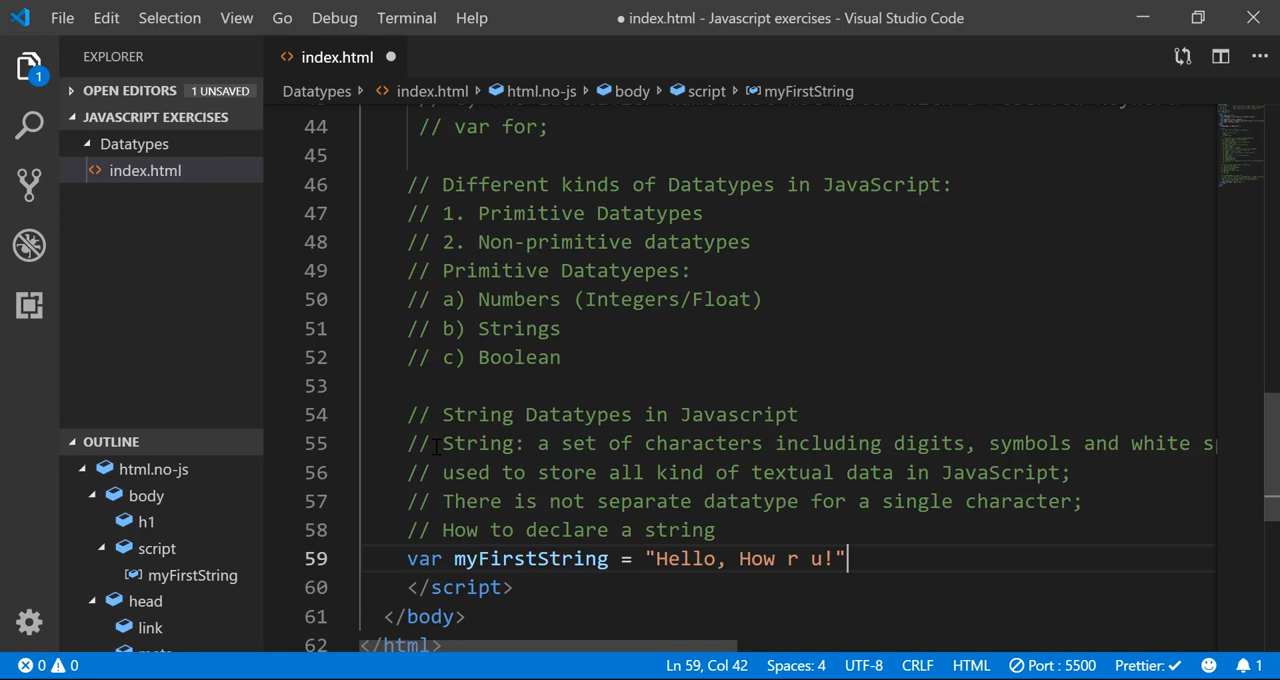 File Edit Selection View Go Debug Terminal Help ● index.html - Javascript exercises - Visual Studio Code
EXPLORER
index.html
1
OPEN EDITORS 1 UNSAVED
JAVASCRIPT EXERCISES
Datatypes
index.html
Datatypes index.html html.no-js body script myFirstString
44 // var for;
45
46 // Different kinds of Datatypes in JavaScript:
47 // 1. Primitive Datatypes
48 // 2. Non-primitive datatypes
49 // Primitive Datatyepes:
50 // a) Numbers (Integers/Float)
51 // b) Strings
52 // c) Boolean
53
54 // String Datatypes in Javascript
55 // String: a set of characters including digits, symbols and white
56 // used to store all kind of textual data in JavaScript;
57 // There is not separate datatype for a single character;
58 // How to declare a string
59 var myFirstString = "Hello, How r u!"
60 </script>
61 </body>
62 </html>
OUTLINE
html.no-js
body
h1
script
myFirstString
head
link
0 0 Ln 59, Col 42 Spaces: 4 UTF-8 CRLF HTML Port : 5500 Prettier: 1